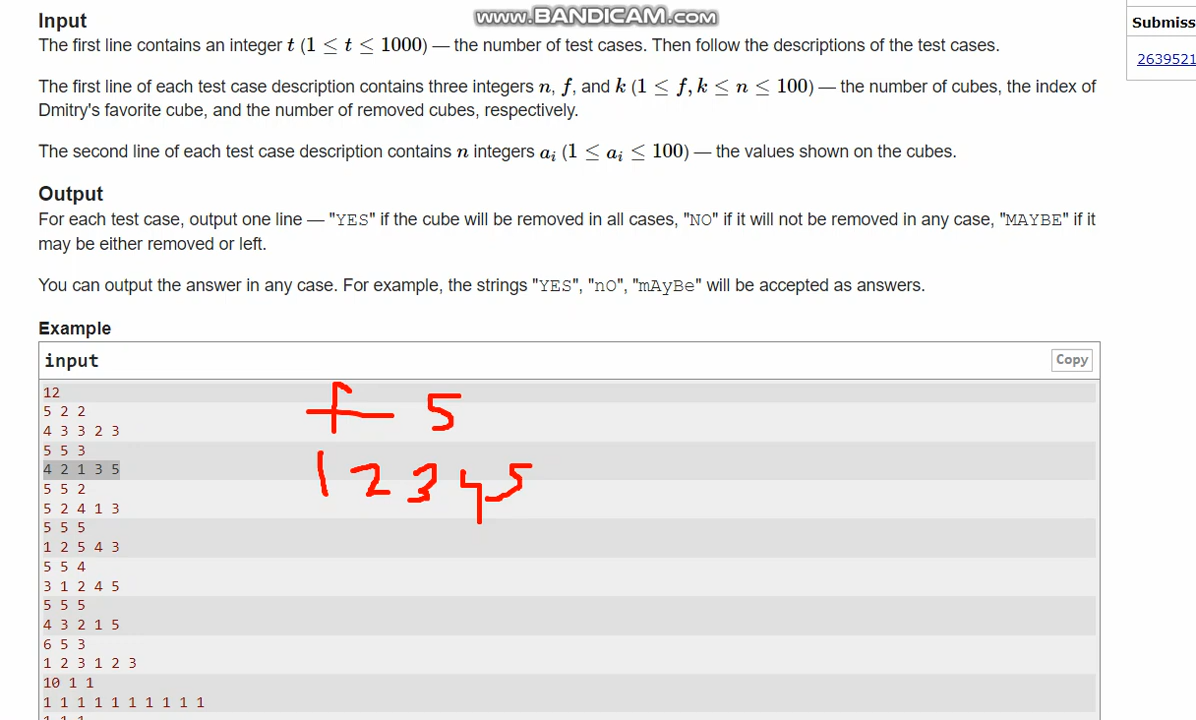 www.BANDICAM.com
Input
The first line contains an integer t (1 ≤ t ≤ 1000) — the number of test cases. Then follow the descriptions of the test cases.
The first line of each test case description contains three integers n, f, and k (1 ≤ f, k ≤ n ≤ 100) — the number of cubes, the index of
Dmitry's favorite cube, and the number of removed cubes, respectively.
The second line of each test case description contains n integers aᵢ (1 ≤ aᵢ ≤ 100) — the values shown on the cubes.
Output
For each test case, output one line — "YES" if the cube will be removed in all cases, "NO" if it will not be removed in any case, "MAYBE" if it
may be either removed or left.
You can output the answer in any case. For example, the strings "YES", "nO", "mAyBe" will be accepted as answers.
Example
input
Copy
12
5 2 2
4 3 3 2 3
5 5 3
4 2 1 3 5
5 5 2
5 2 4 1 3
5 5 5
1 2 5 4 3
5 5 4
3 1 2 4 5
5 5 5
4 3 2 1 5
6 5 3
1 2 3 1 2 3
10 1 1
1 1 1 1 1 1 1 1 1 1
f 5
1 2 3 4 5
Submiss
2639521